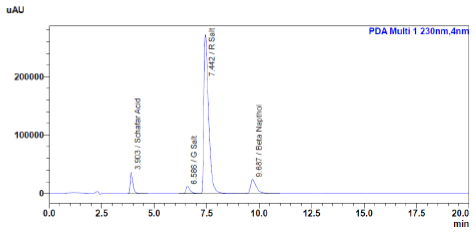 uAU
PDA Multi 1 230nm,4nm
200000
100000
0
3.903 / Schafar Acid
6.586 / G Salt
7.442 / R Salt
9.687 / Beta Napthol
0.0 2.5 5.0 7.5 10.0 12.5 15.0 17.5 20.0
min